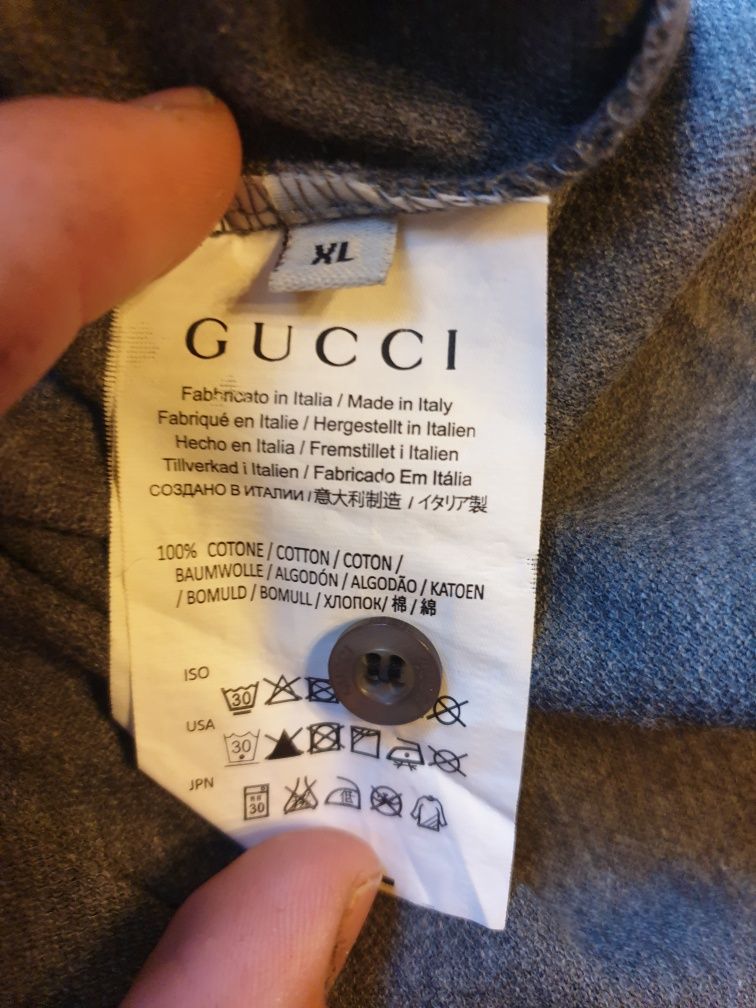 XL
GUCCI
Fabbricato in Italia / Made in Italy
Fabriqué en Italie / Hergestellt in Italien
Hecho en Italia / Fremstillet i Italien
Tillverkad i Italien / Fabricado Em Itália
СОЗДАНО В ИТАЛИИ / 意大利制造 / イタリア製
100% COTONE / COTTON / COTON /
BAUMWOLLE / ALGODÓN / ALGODÃO / KATOEN
/ BOMULD / BOMULL / ХЛОПОК / 棉 / 綿
ISO
30
USA
30
JPN
30 低